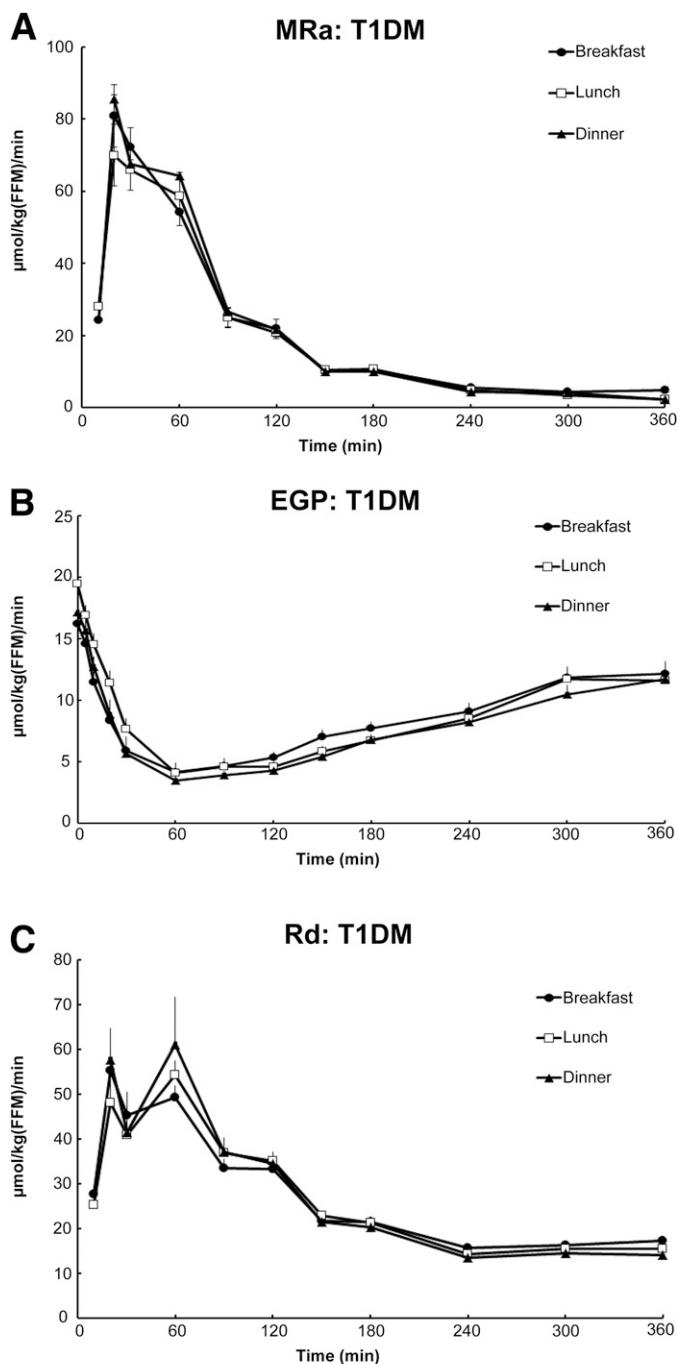 A
MRa: T1DM
100
80
60
40
20
0
µmol/kg(FFM)/min
Breakfast
Lunch
Dinner
0 60 120 180 240 300 360
Time (min)
B
EGP: T1DM
25
20
15
10
5
0
µmol/kg(FFM)/min
Breakfast
Lunch
Dinner
0 60 120 180 240 300 360
Time (min)
C
Rd: T1DM
80
70
60
50
40
30
20
10
0
µmol/kg(FFM)/min
Breakfast
Lunch
Dinner
0 60 120 180 240 300 360
Time (min)